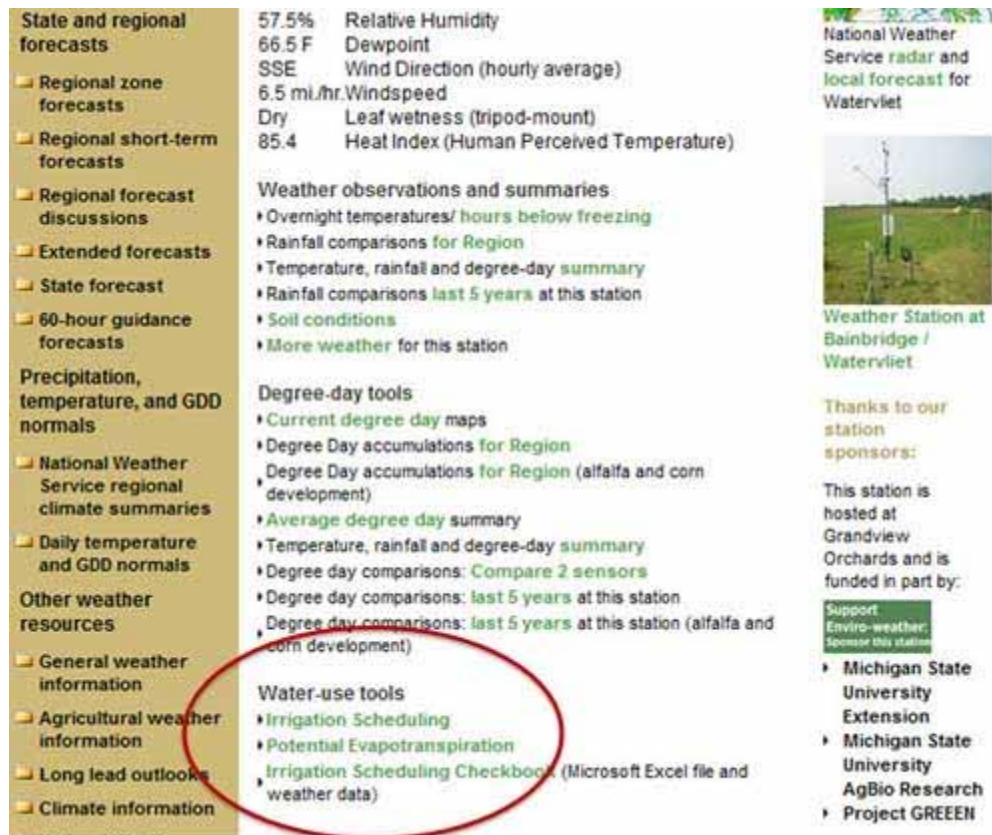 State and regional
forecasts
Regional zone
forecasts
Regional short-term
forecasts
Regional forecast
discussions
Extended forecasts
State forecast
60-hour guidance
forecasts
Precipitation,
temperature, and GDD
normals
National Weather
Service regional
climate summaries
Daily temperature
and GDD normals
Other weather
resources
General weather
information
Agricultural weather
information
Long lead outlooks
Climate information
57.5% Relative Humidity
66.5 F Dewpoint
SSE Wind Direction (hourly average)
6.5 mi./hr. Windspeed
Dry Leaf wetness (tripod-mount)
85.4 Heat Index (Human Perceived Temperature)
Weather observations and summaries
Overnight temperatures/ hours below freezing
Rainfall comparisons for Region
Temperature, rainfall and degree-day summary
Rainfall comparisons last 5 years at this station
Soil conditions
More weather for this station
Degree-day tools
Current degree day maps
Degree Day accumulations for Region
Degree Day accumulations for Region (alfalfa and corn
development)
Average degree day summary
Temperature, rainfall and degree-day summary
Degree day comparisons: Compare 2 sensors
Degree day comparisons: last 5 years at this station
Degree day comparisons: last 5 years at this station (alfalfa and
corn development)
Water-use tools
Irrigation Scheduling
Potential Evapotranspiration
Irrigation Scheduling Checkbook (Microsoft Excel file and
weather data)
National Weather
Service radar and
local forecast for
Watervliet
Weather Station at
Bainbridge /
Watervliet
Thanks to our
station
sponsors:
This station is
hosted at
Grandview
Orchards and is
funded in part by:
Support
Enviro-weather:
Sponsor this station
Michigan State
University
Extension
Michigan State
University
AgBio Research
Project GREEEN